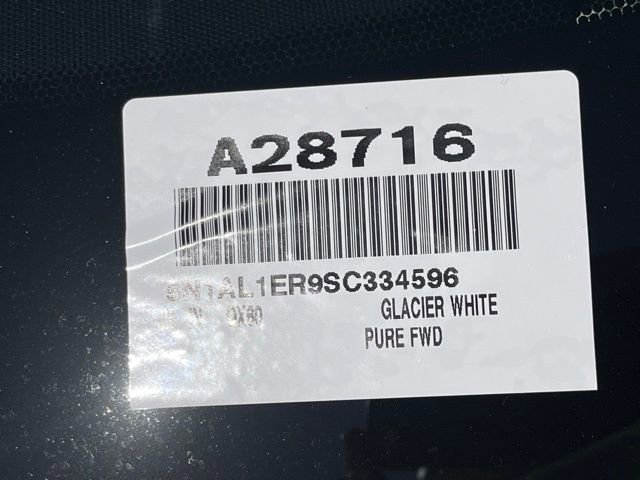 A28716
5N1AL1ER9SC334596
QX60 GLACIER WHITE
PURE FWD